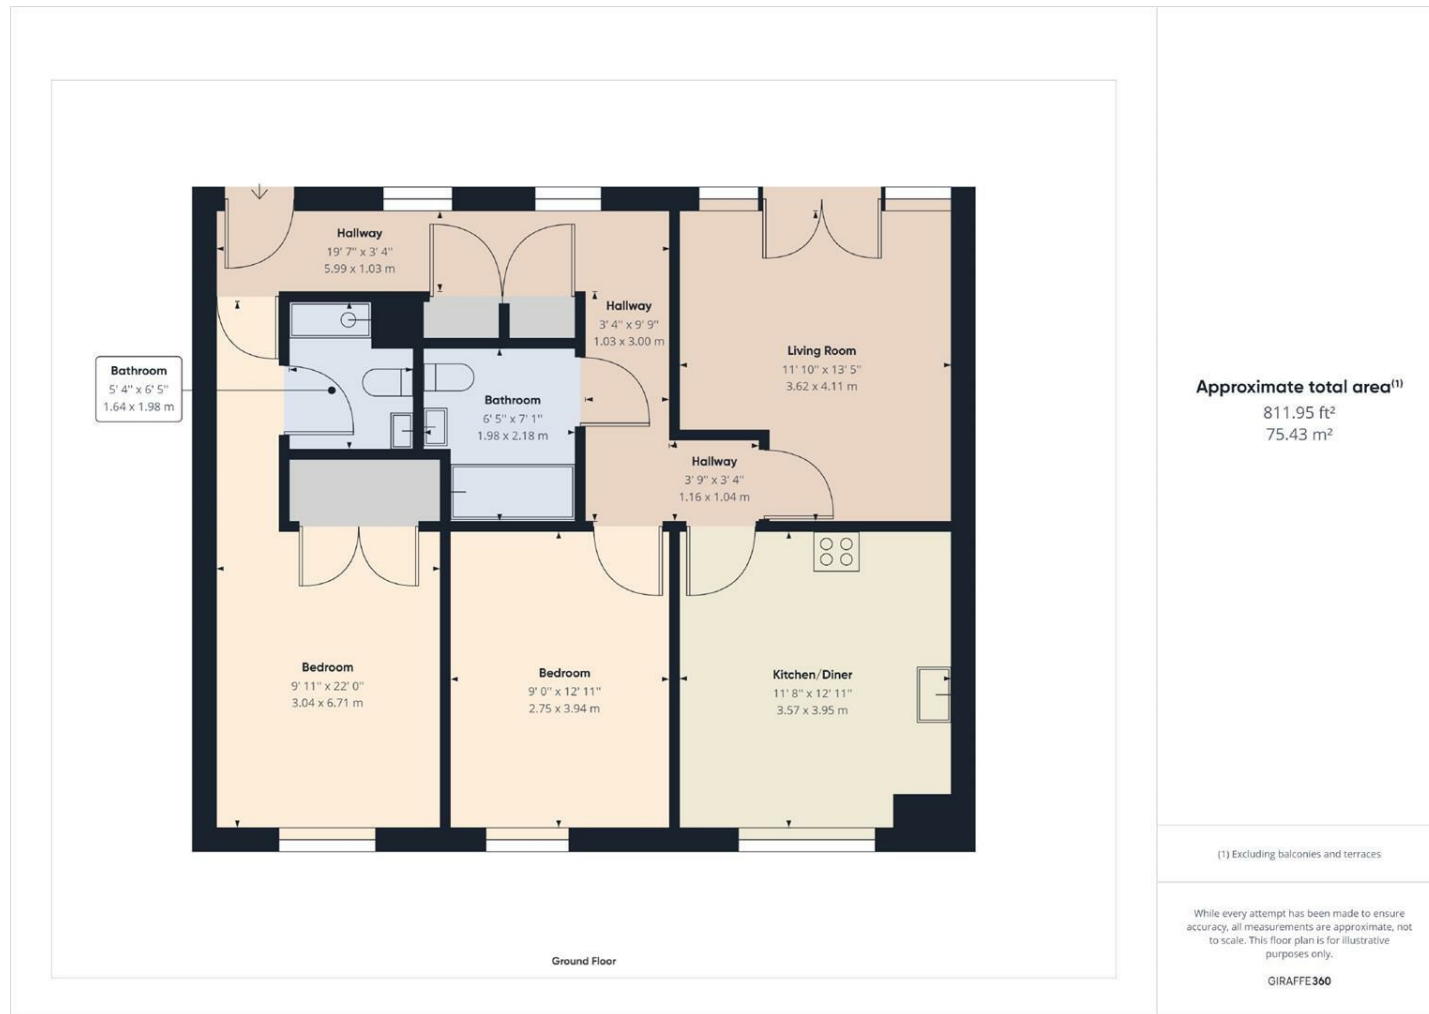 Hallway
19' 7" x 3' 4"
5.99 x 1.03 m
Hallway
3' 4" x 9' 9"
1.03 x 3.00 m
Living Room
11' 10" x 13' 5"
3.62 x 4.11 m
Bathroom
5' 4" x 6' 5"
1.64 x 1.98 m
Bathroom
6' 5" x 7' 1"
1.98 x 2.18 m
Hallway
3' 9" x 3' 4"
1.16 x 1.04 m
Bedroom
9' 11" x 22' 0"
3.04 x 6.71 m
Bedroom
9' 0" x 12' 11"
2.75 x 3.94 m
Kitchen/Diner
11' 8" x 12' 11"
3.57 x 3.95 m
Ground Floor
Approximate total area(1)
811.95 ft²
75.43 m²
(1) Excluding balconies and terraces
While every attempt has been made to ensure
accuracy, all measurements are approximate, not
to scale. This floor plan is for illustrative
purposes only.
GIRAFFE360